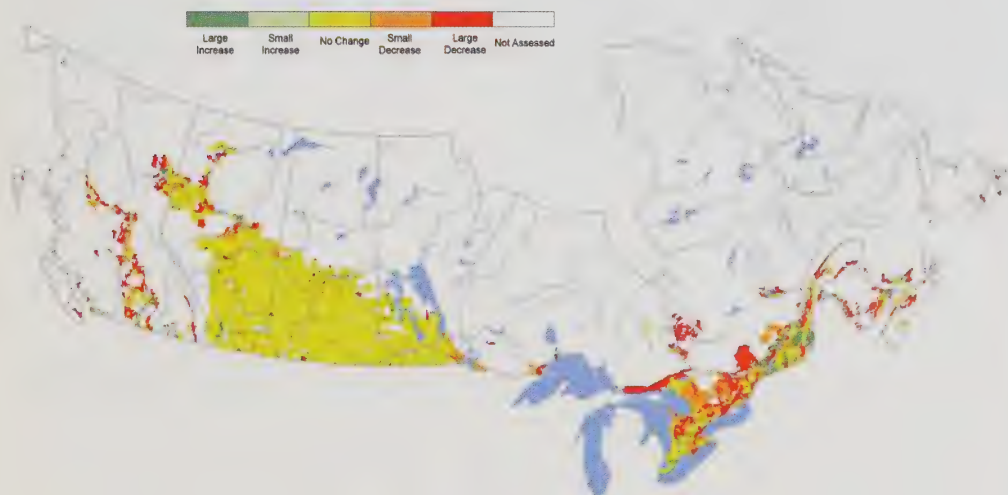 Large Increase
Small Increase
No Change
Small Decrease
Large Decrease
Not Assessed